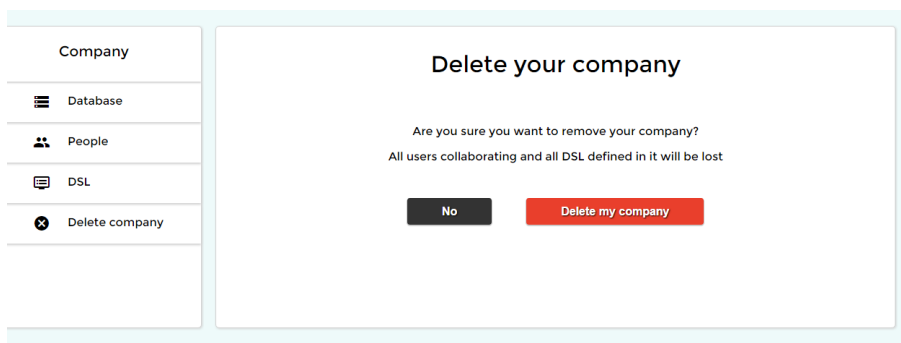 Company
Database
People
DSL
Delete company
Delete your company
Are you sure you want to remove your company?
All users collaborating and all DSL defined in it will be lost
No
Delete my company